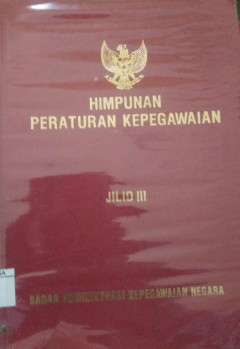 HIMPUNAN
PERATURAN KEPEGAWAIAN
JILID III
BADAN ADMINISTRASI KEPEGAWAIAN NEGARA